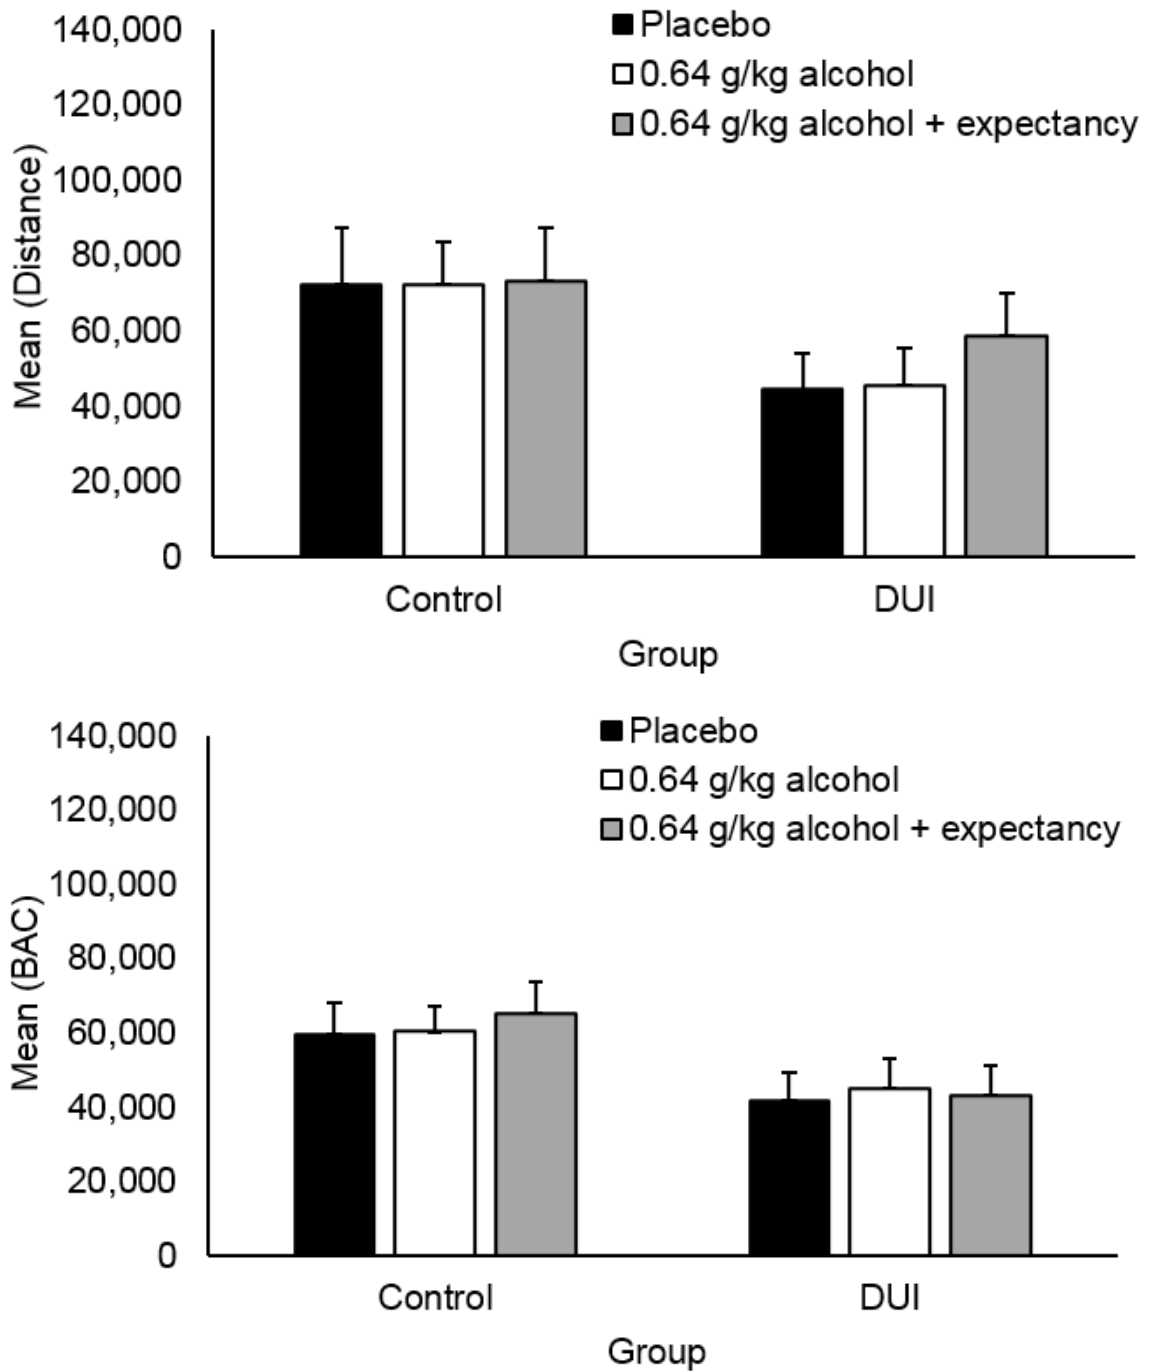 140,000
120,000
100,000
80,000
60,000
40,000
20,000
0
Mean (Distance)
Placebo
0.64 g/kg alcohol
0.64 g/kg alcohol + expectancy
Control DUI
Group
140,000
120,000
100,000
80,000
60,000
40,000
20,000
0
Mean (BAC)
Placebo
0.64 g/kg alcohol
0.64 g/kg alcohol + expectancy
Control DUI
Group